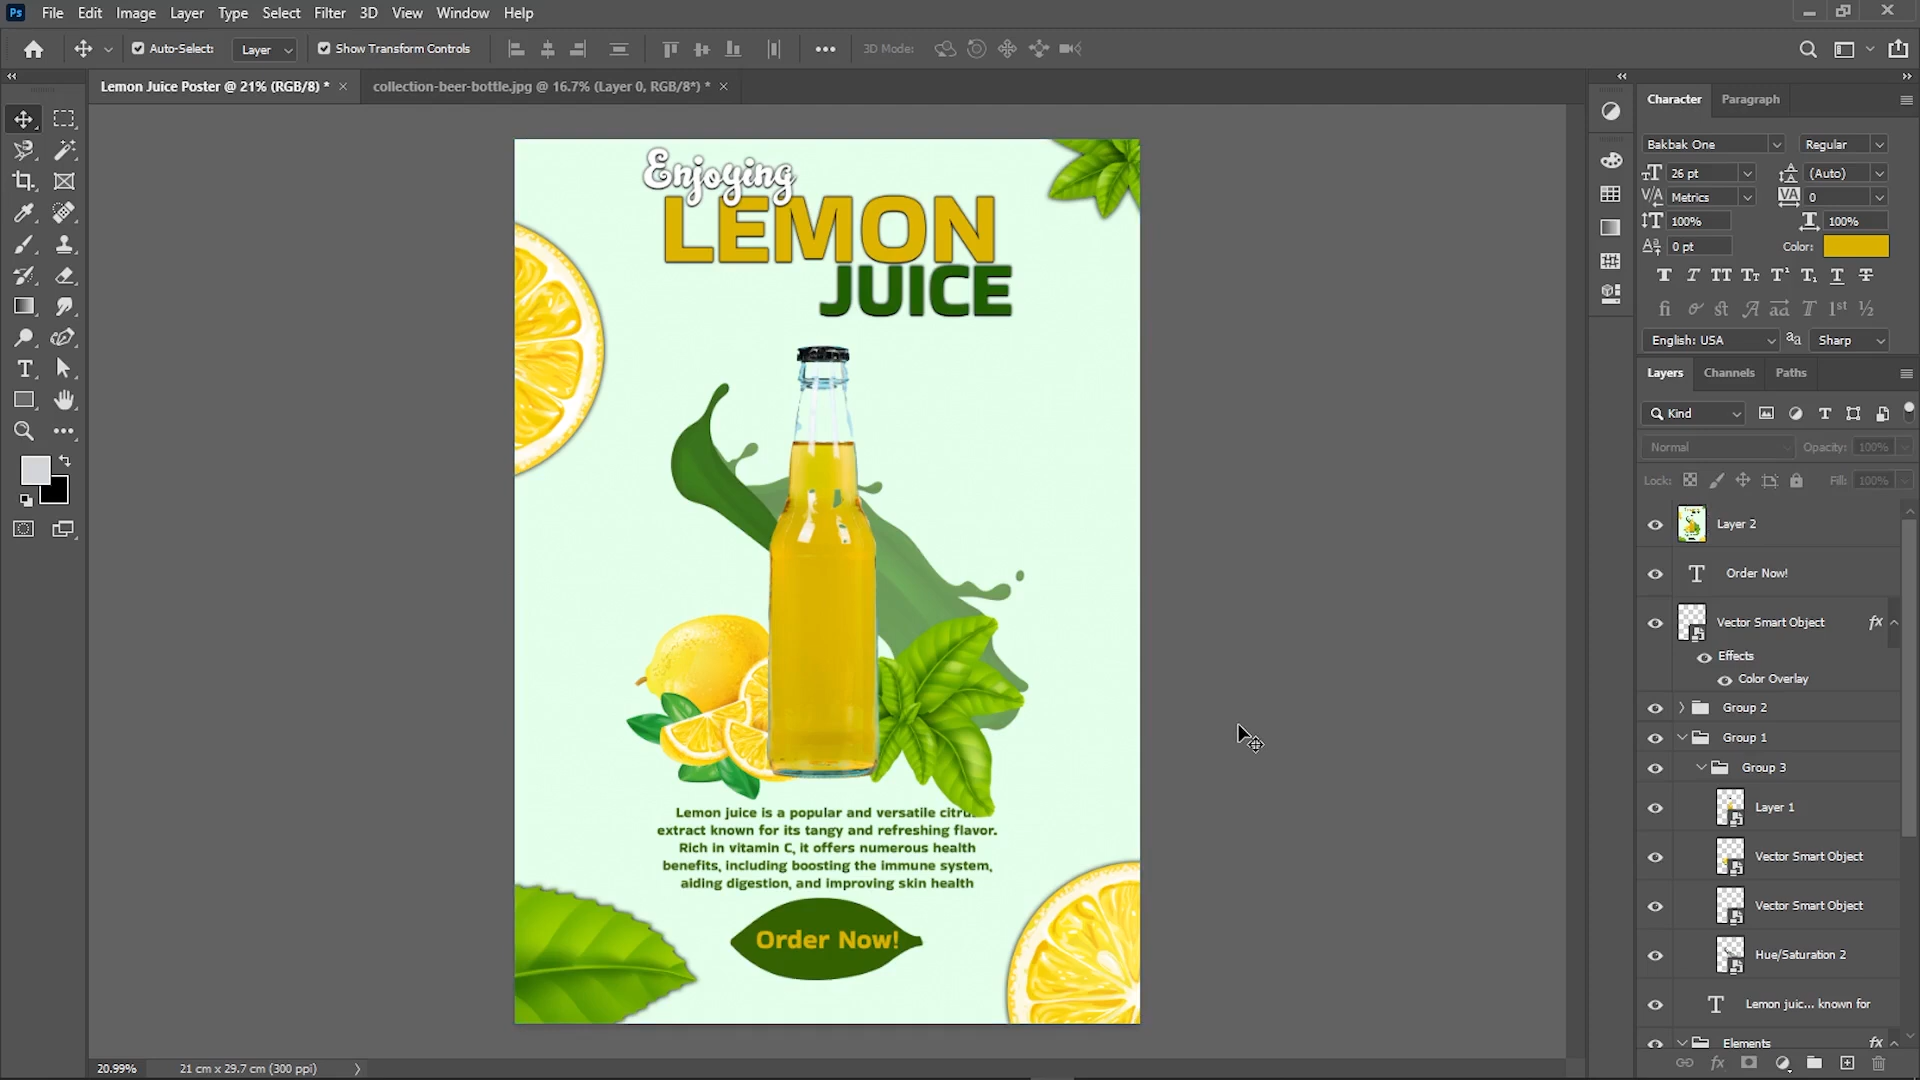 Ps File Edit Image Layer Type Select Filter 3D View Window Help
Auto-Select: Layer Show Transform Controls 3D Mode:
Lemon Juice Poster @ 21% (RGB/8) * collection-beer-bottle.jpg @ 16.7% (Layer 0, RGB/8*) *
Enjoying
LEMON
JUICE
Lemon juice is a popular and versatile citru
extract known for its tangy and refreshing flavor.
Rich in vitamin C, it offers numerous health
benefits, including boosting the immune system,
aiding digestion, and improving skin health
Order Now!
20.99% 21 cm x 29.7 cm (300 ppi)
Character Paragraph
Bakbak One Regular
26 pt (Auto)
Metrics 0
100% 100%
0 pt Color:
English: USA Sharp
Layers Channels Paths
Kind
Normal Opacity: 100%
Lock: Fill: 100%
Layer 2
Order Now!
Vector Smart Object fx
Effects
Color Overlay
Group 2
Group 1
Group 3
Layer 1
Vector Smart Object
Vector Smart Object
Hue/Saturation 2
Lemon juic... known for
Elements fx